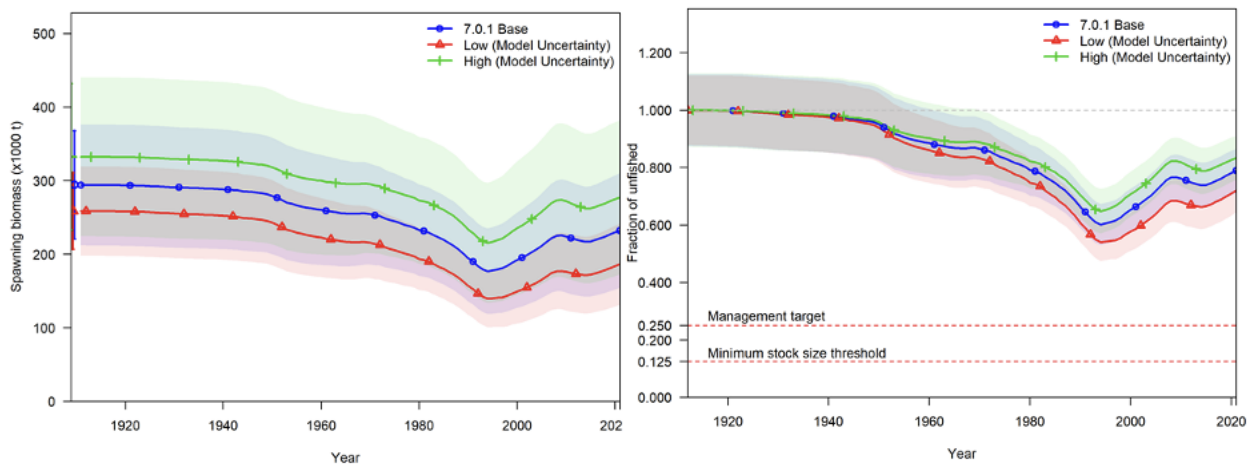 7.0.1 Base
Low (Model Uncertainty)
High (Model Uncertainty)
Spawning biomass (x1000 t)
500
400
300
200
100
0
1920
1940
1960
1980
2000
202
Year
7.0.1 Base
Low (Model Uncertainty)
High (Model Uncertainty)
Fraction of unfished
1.200
1.000
0.800
0.600
0.400
0.250
0.200
0.125
0.000
Management target
Minimum stock size threshold
1920
1940
1960
1980
2000
2020
Year